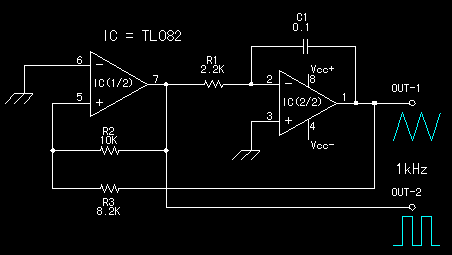 C1
0.1
IC = TL082
R1
2.2K
6
7
IC(1/2)
5
Vcc+
8
2
IC(2/2)
1
3
4
Vcc-
OUT-1
R2
10K
1kHz
R3
8.2K
OUT-2